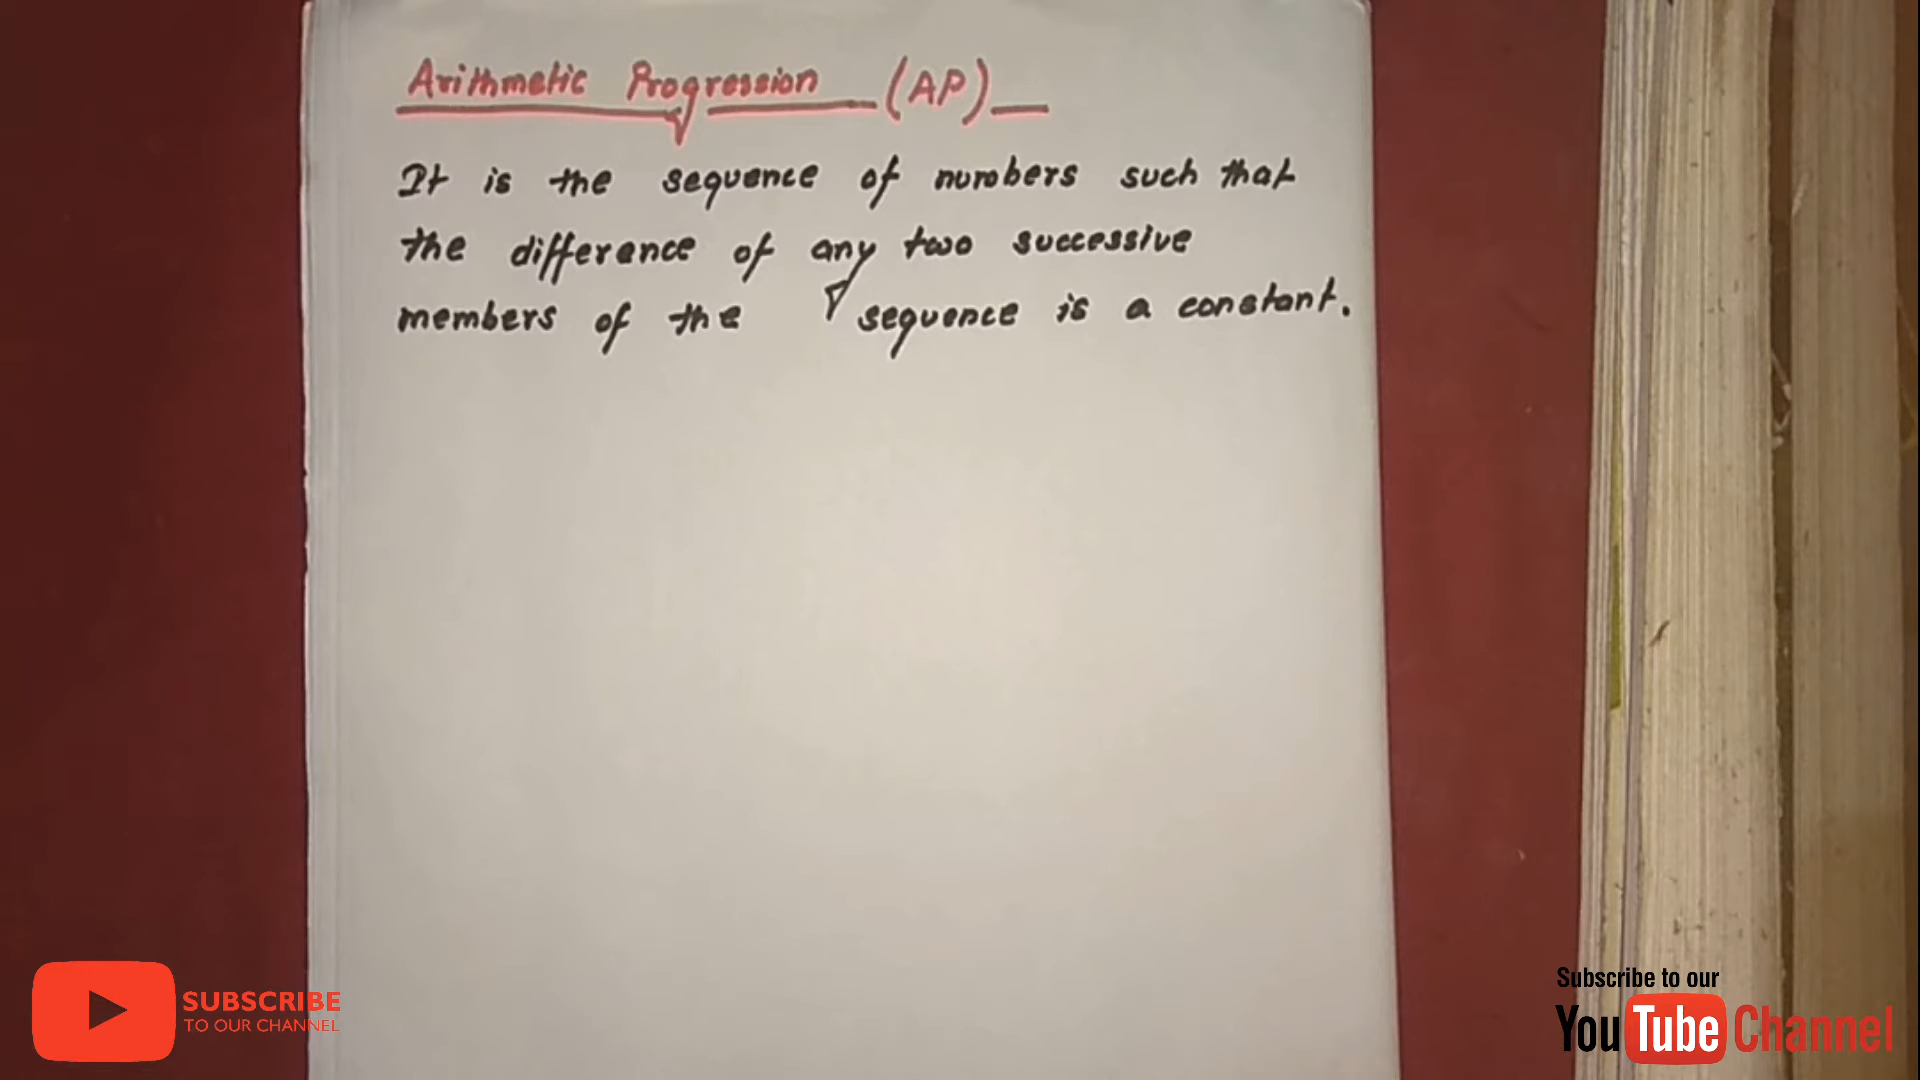 Arithmetic Progression (AP)
It is the sequence of numbers such that
the difference of any two successive
members of the sequence is a constant.
SUBSCRIBE
TO OUR CHANNEL
Subscribe to our
YouTube Channel